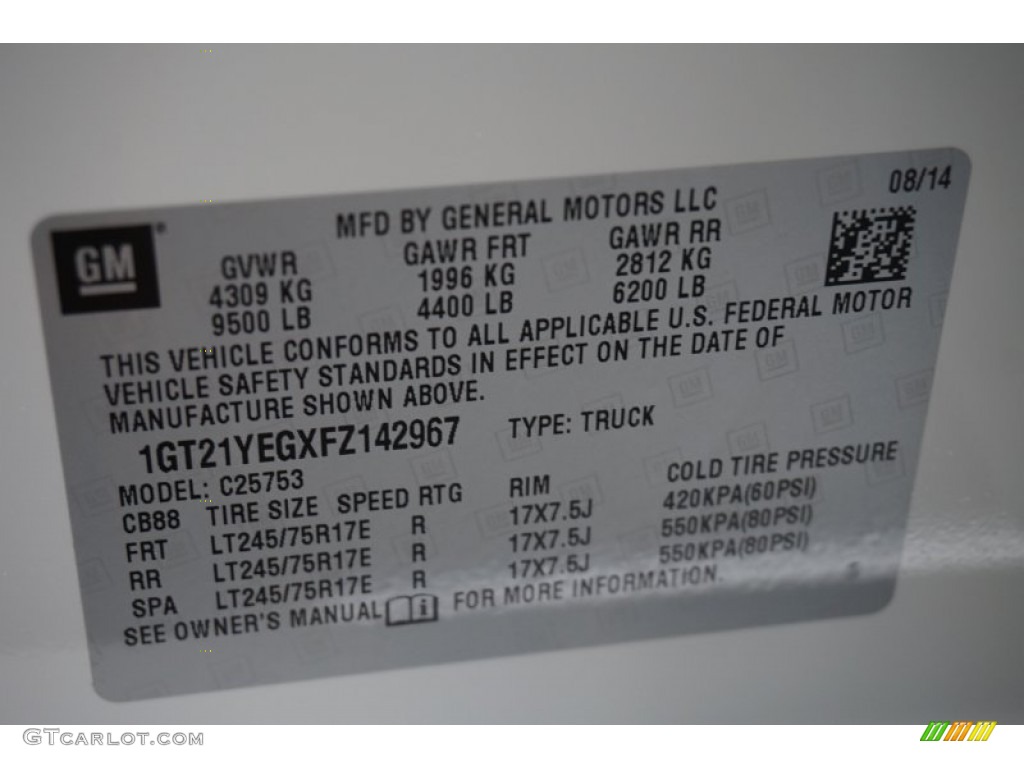 08/14
MFD BY GENERAL MOTORS LLC
GM
GVWR GAWR FRT GAWR RR
4309 KG 1996 KG 2812 KG
9500 LB 4400 LB 6200 LB
THIS VEHICLE CONFORMS TO ALL APPLICABLE U.S. FEDERAL MOTOR
VEHICLE SAFETY STANDARDS IN EFFECT ON THE DATE OF
MANUFACTURE SHOWN ABOVE.
1GT21YEGXFZ142967 TYPE: TRUCK
MODEL: C25753
CB88 TIRE SIZE SPEED RTG RIM COLD TIRE PRESSURE
FRT LT245/75R17E R 17X7.5J 420KPA(60PSI)
RR LT245/75R17E R 17X7.5J 550KPA(80PSI)
SPA LT245/75R17E R 17X7.5J 550KPA(80PSI)
SEE OWNER'S MANUAL FOR MORE INFORMATION.
GTCARLOT.COM